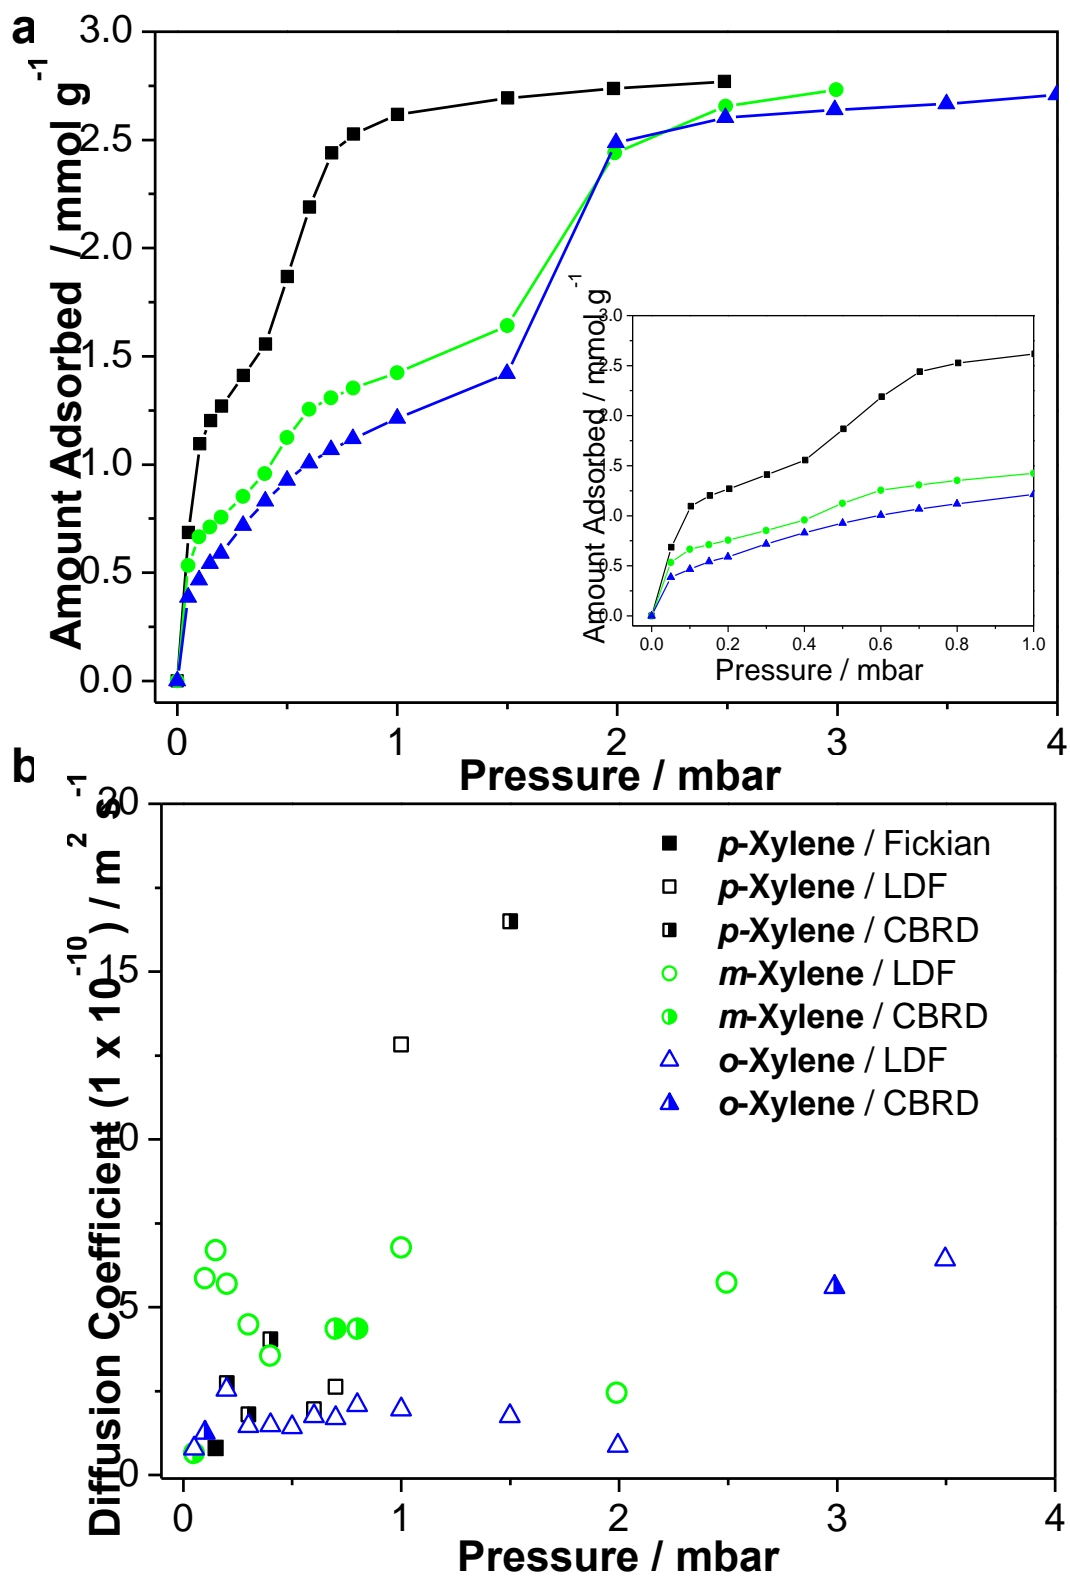 a
Amount Adsorbed / mmol g-1
3.0
2.5
2.0
1.5
1.0
0.5
0.0
0 1 2 3 4
Pressure / mbar
Amount Adsorbed / mmol g-1
3.0
2.5
2.0
1.5
1.0
0.5
0.0
0.0 0.2 0.4 0.6 0.8 1.0
Pressure / mbar
b
Diffusion Coefficient (1 x 10-10) / m2 s-1
20
15
10
5
0
p-Xylene / Fickian
p-Xylene / LDF
p-Xylene / CBRD
m-Xylene / LDF
m-Xylene / CBRD
o-Xylene / LDF
o-Xylene / CBRD
0 1 2 3 4
Pressure / mbar